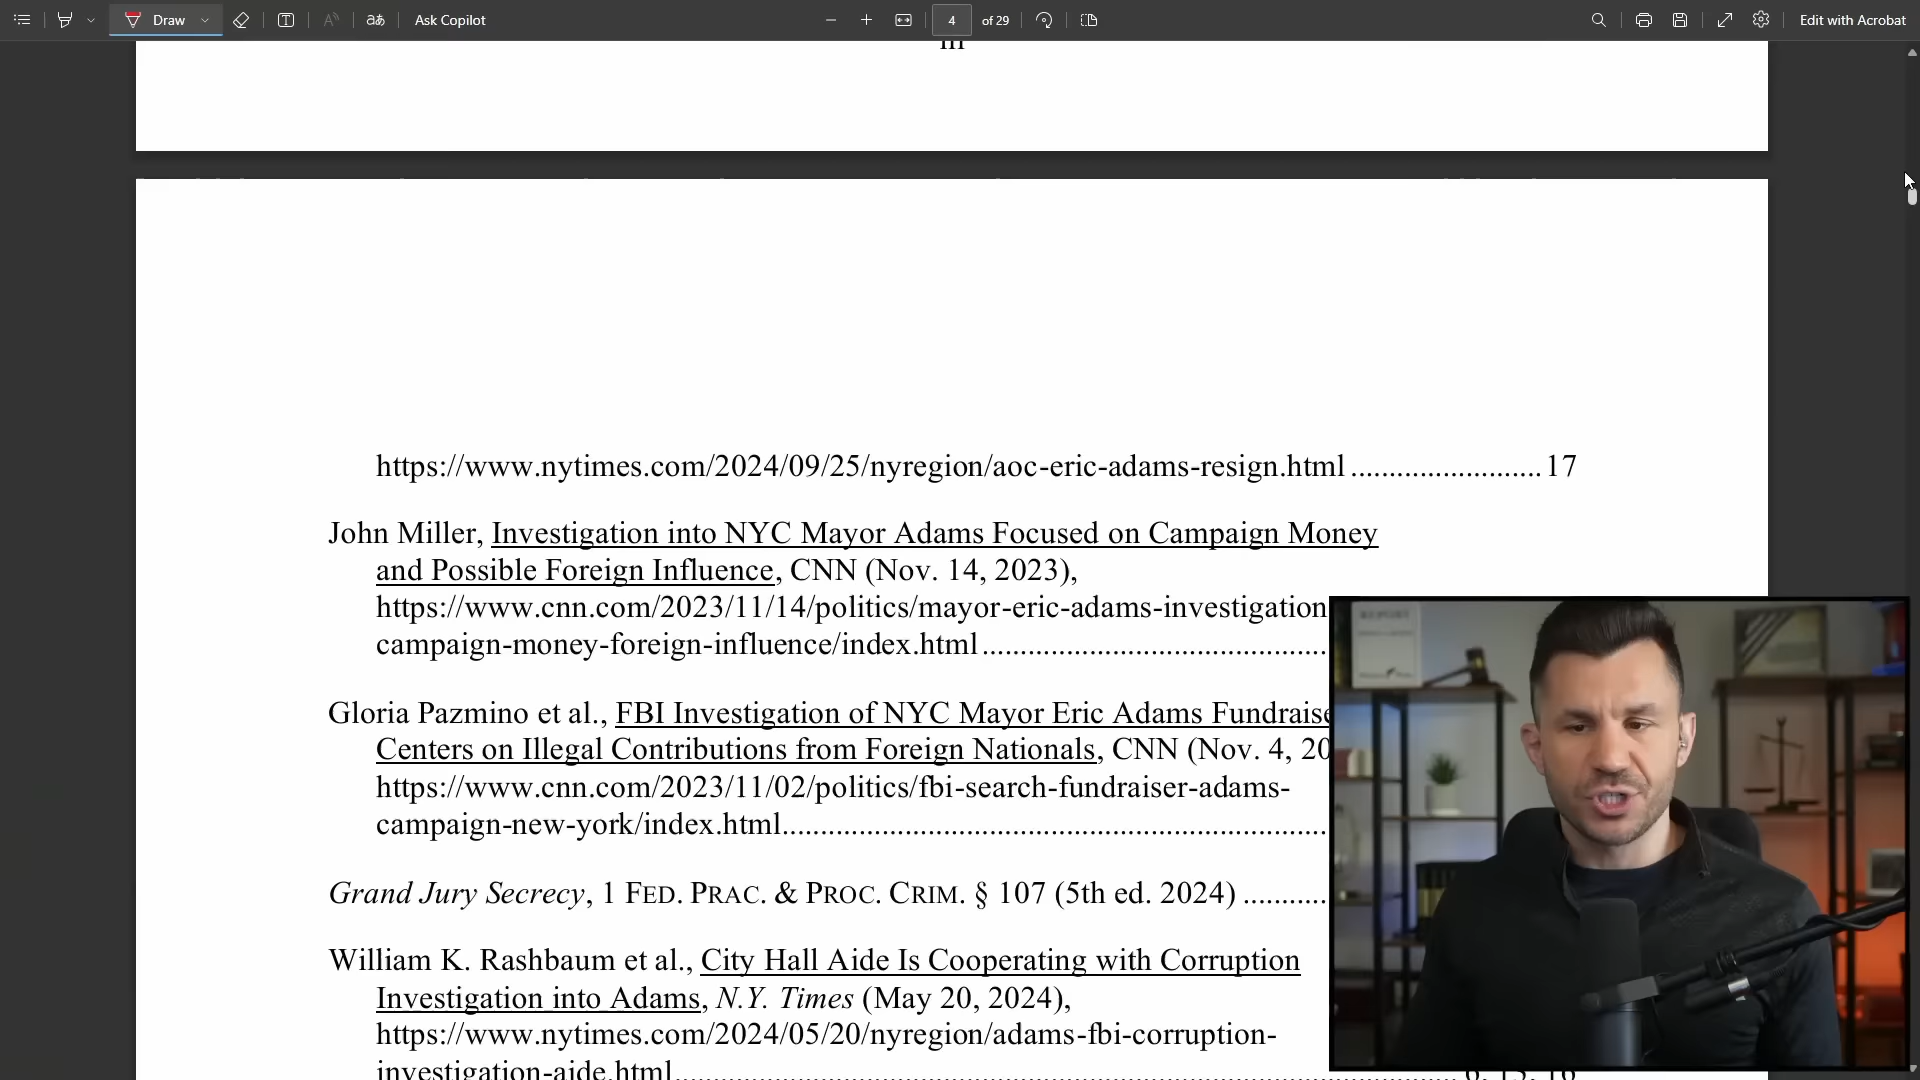 Draw
Ask Copilot
4 of 29
Edit with Acrobat
iii
https://www.nytimes.com/2024/09/25/nyregion/aoc-eric-adams-resign.html ........................ 17
John Miller, Investigation into NYC Mayor Adams Focused on Campaign Money
and Possible Foreign Influence, CNN (Nov. 14, 2023),
https://www.cnn.com/2023/11/14/politics/mayor-eric-adams-investigation
campaign-money-foreign-influence/index.html .............................................
Gloria Pazmino et al., FBI Investigation of NYC Mayor Eric Adams Fundraise
Centers on Illegal Contributions from Foreign Nationals, CNN (Nov. 4, 20
https://www.cnn.com/2023/11/02/politics/fbi-search-fundraiser-adams-
campaign-new-york/index.html.......................................................................
Grand Jury Secrecy, 1 FED. PRAC. & PROC. CRIM. § 107 (5th ed. 2024) ...........
William K. Rashbaum et al., City Hall Aide Is Cooperating with Corruption
Investigation into Adams, N.Y. Times (May 20, 2024),
https://www.nytimes.com/2024/05/20/nyregion/adams-fbi-corruption-
investigation-aide.html.................................................................................... 6, 15, 16